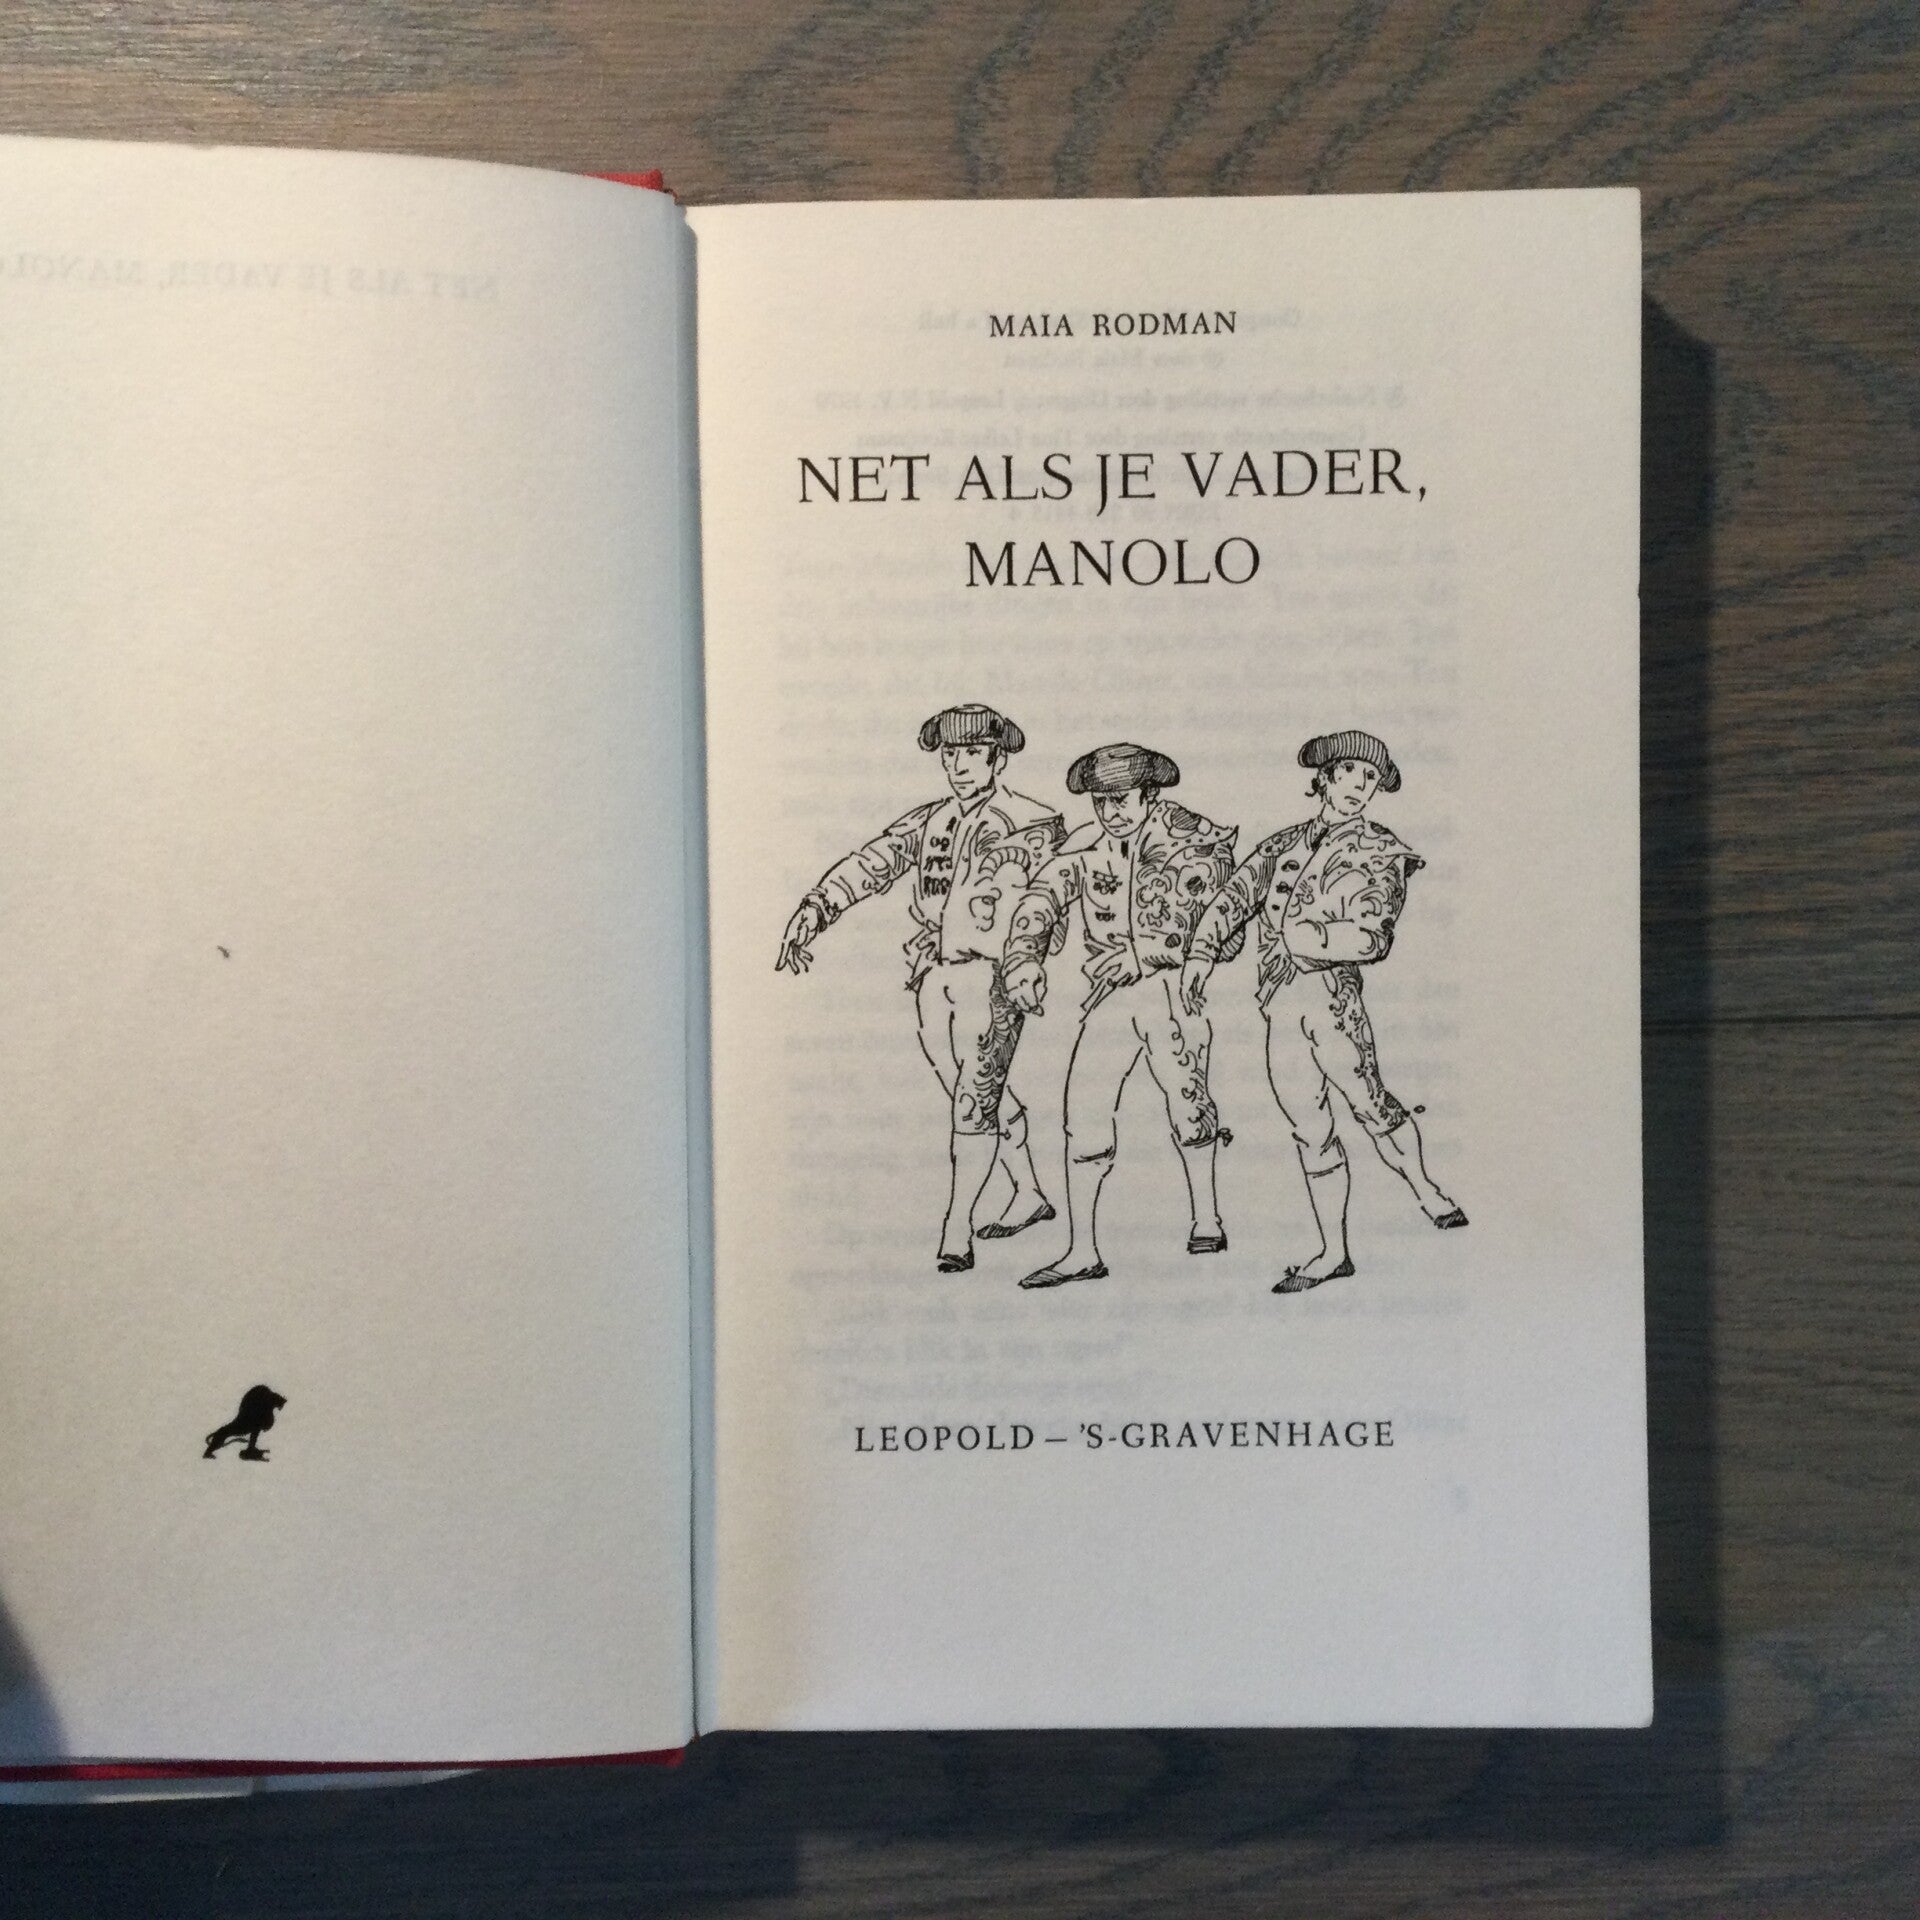 MAIA RODMAN
NET ALS JE VADER,
MANOLO
LEOPOLD – 'S-GRAVENHAGE